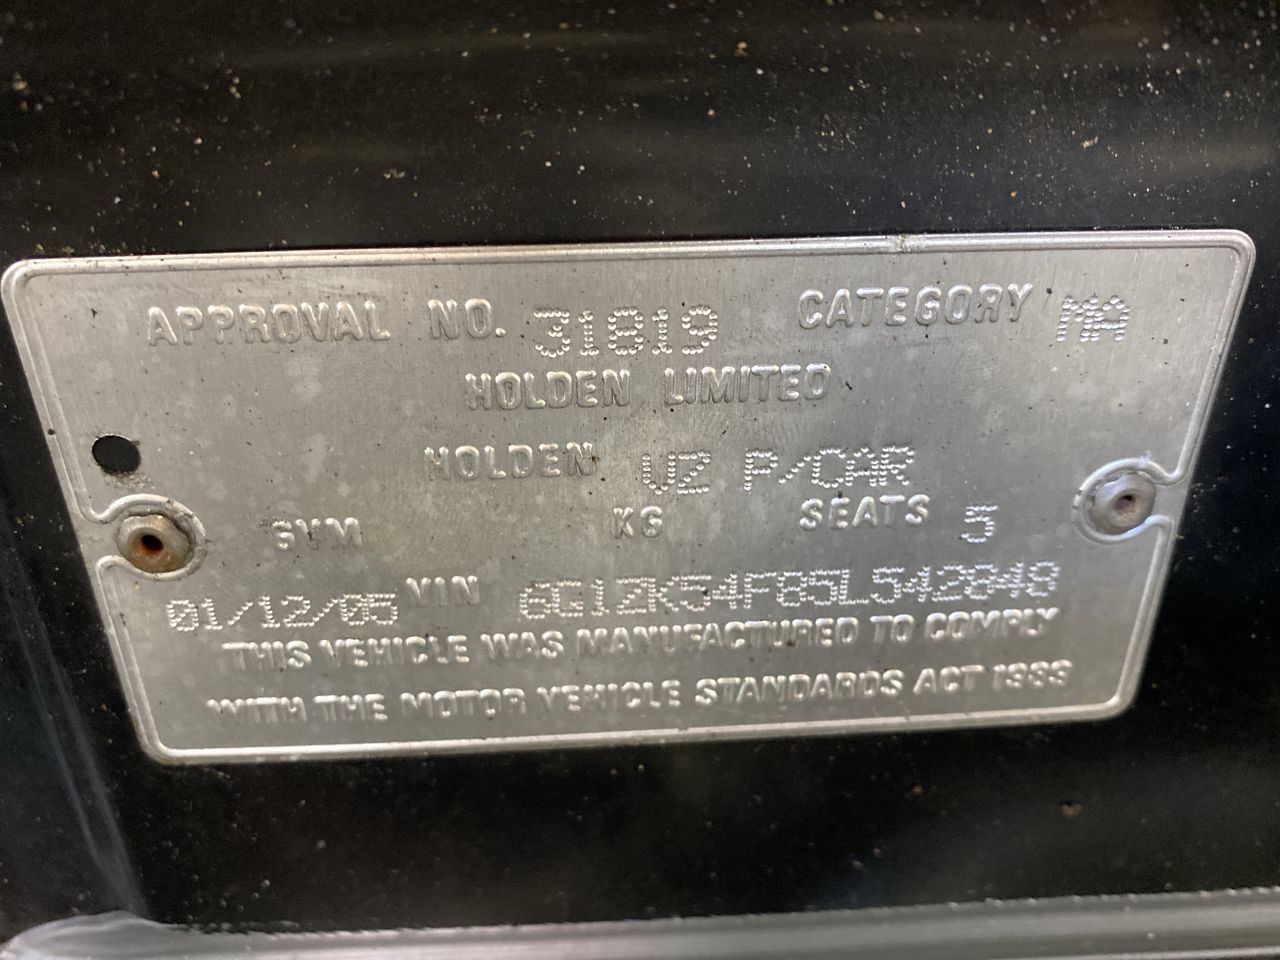 APPROVAL NO. 31819 CATEGORY MA
HOLDEN LIMITED
HOLDEN VZ P/CAR
GVM KG SEATS 5
01/12/05 VIN 6G1ZK54F85L542848
THIS VEHICLE WAS MANUFACTURED TO COMPLY
WITH THE MOTOR VEHICLE STANDARDS ACT 1989